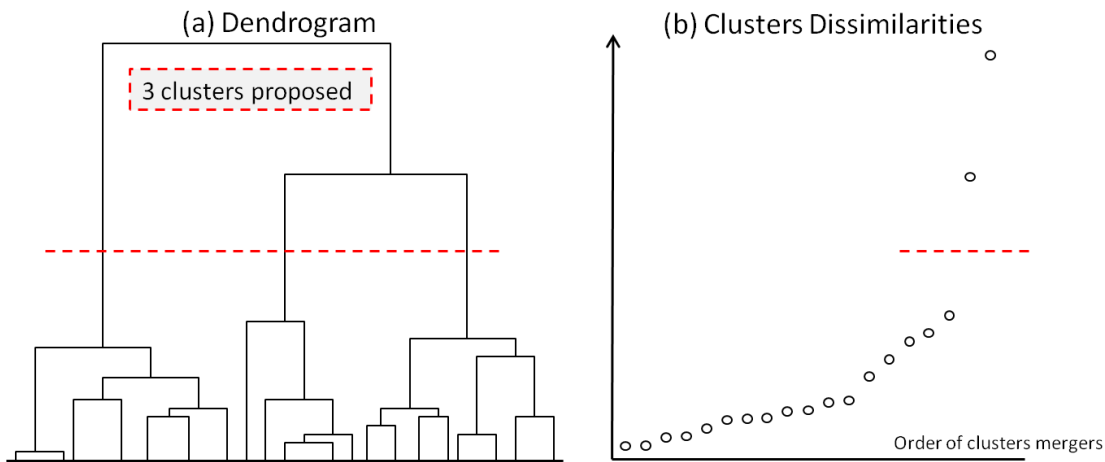 (a) Dendrogram
3 clusters proposed
(b) Clusters Dissimilarities
Order of clusters mergers